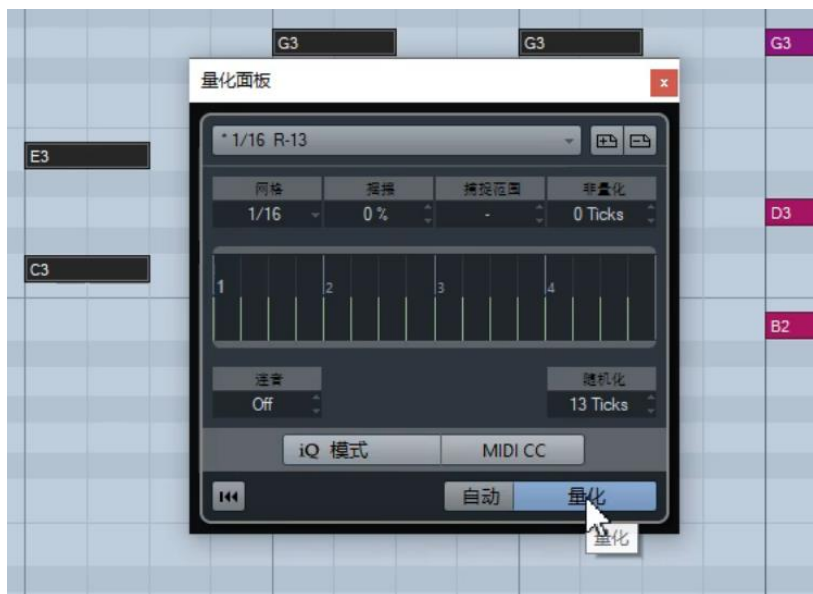 G3
G3
G3
量化面板
x
* 1/16 R-13
E3
网格
摇摆
捕捉范围
非量化
1/16
0 %
-
0 Ticks
D3
C3
1
2
3
4
B2
连音
随机化
Off
13 Ticks
iQ 模式
MIDI CC
自动
量化
量化